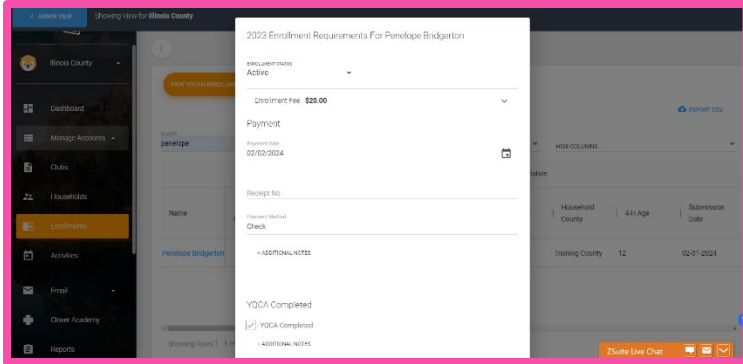 < ADMIN VIEW
Showing View for Illinois County
Illinois County
Dashboard
Manage Accounts
Clubs
Households
Enrollments
Activities
Email
Clover Academy
Reports
VIEW YOUTH ENROLLM
EXPORT CSV
Search
penelope
HIDE COLUMNS
Name
Household County
4-H Age
Submission Date
Penelope Bridgerton
Training County
12
02-01-2024
Showing Rows 1 - 1 of
2023 Enrollment Requirements For Penelope Bridgerton
ENROLLMENT STATUS
Active
Enrollment Fee $20.00
Payment
Payment Date
02/02/2024
Receipt No
Payment Method
Check
+ ADDITIONAL NOTES
YQCA Completed
YQCA Completed
+ ADDITIONAL NOTES
ZSuite Live Chat